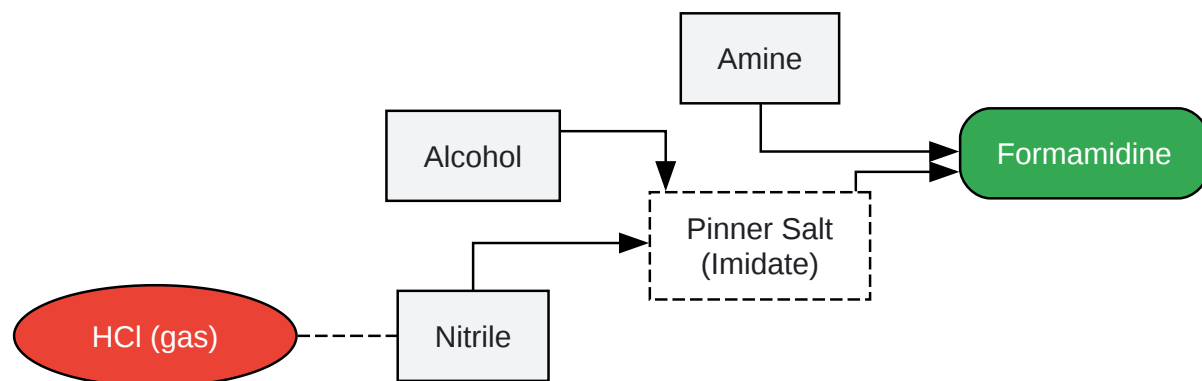 Amine
Alcohol
Formamidine
Pinner Salt
(Imidate)
HCl (gas)
Nitrile